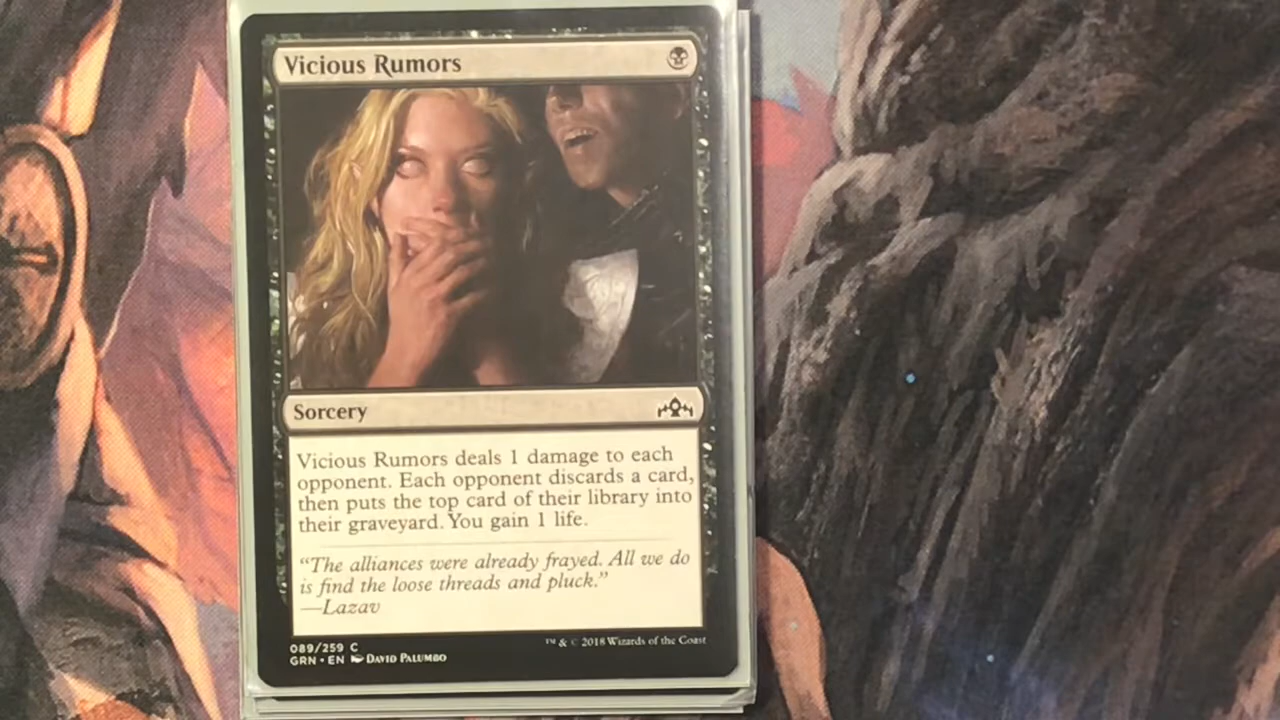 Vicious Rumors
Sorcery
Vicious Rumors deals 1 damage to each
opponent. Each opponent discards a card,
then puts the top card of their library into
their graveyard. You gain 1 life.
“The alliances were already frayed. All we do
is find the loose threads and pluck.”
—Lazav
089/259 C
GRN • EN DAVID PALUMBO
™ & © 2018 Wizards of the Coast